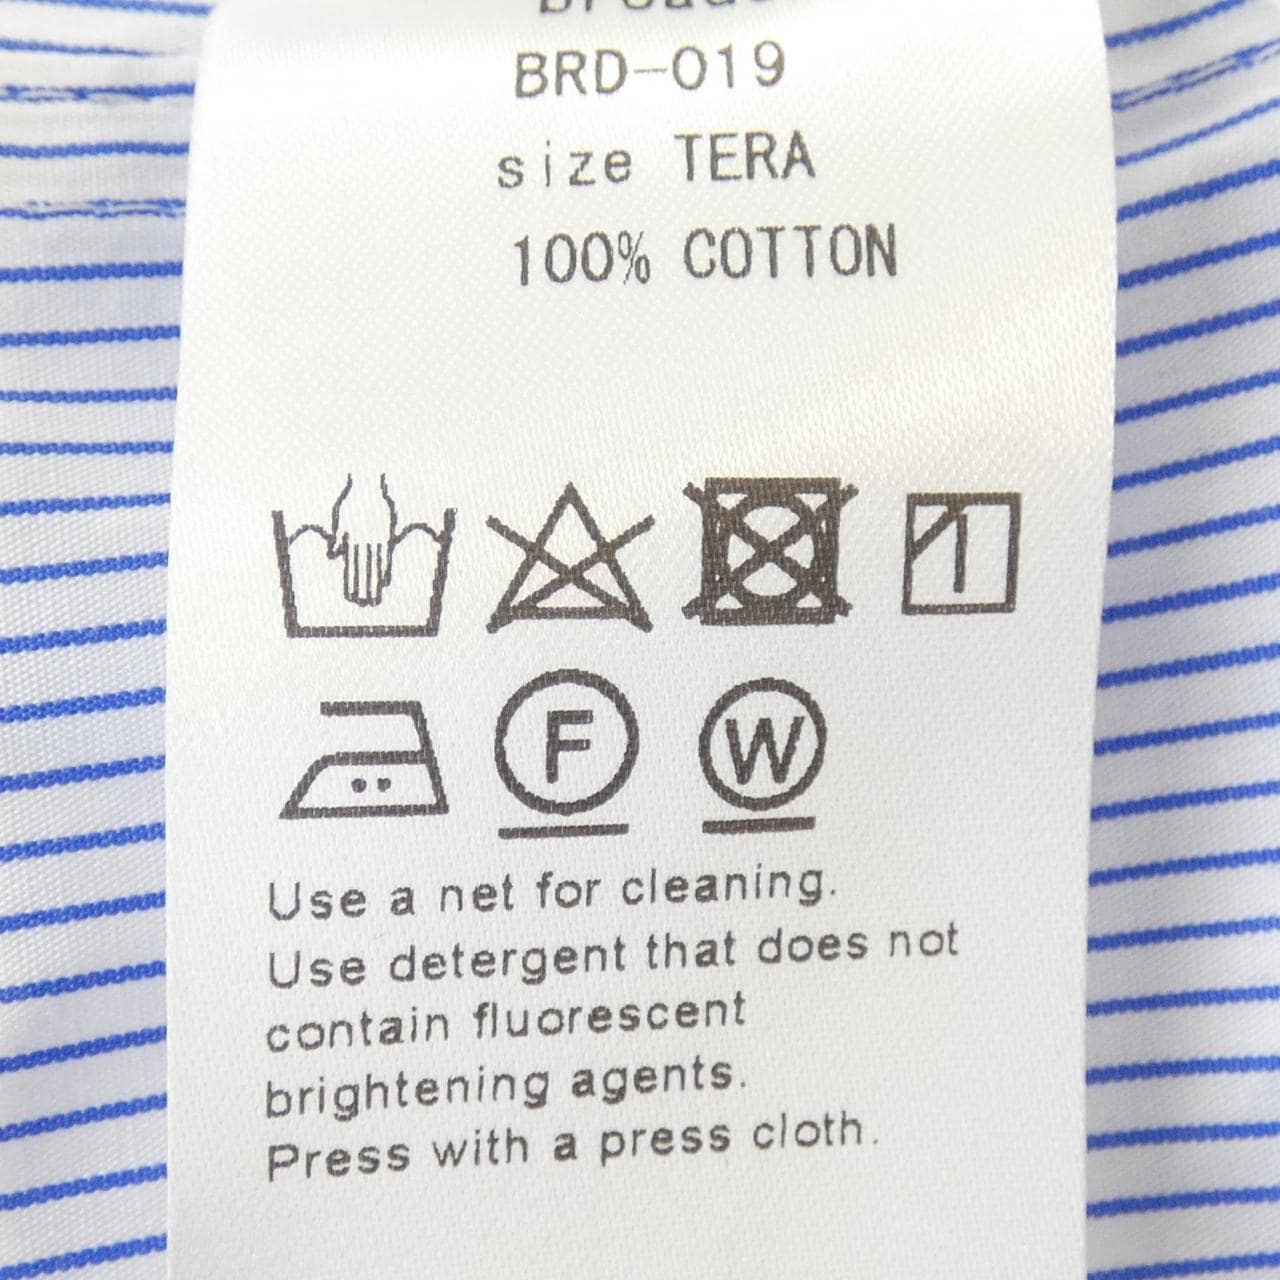 BRD-019
size TERA
100% COTTON
F W
Use a net for cleaning.
Use detergent that does not
contain fluorescent
brightening agents.
Press with a press cloth.